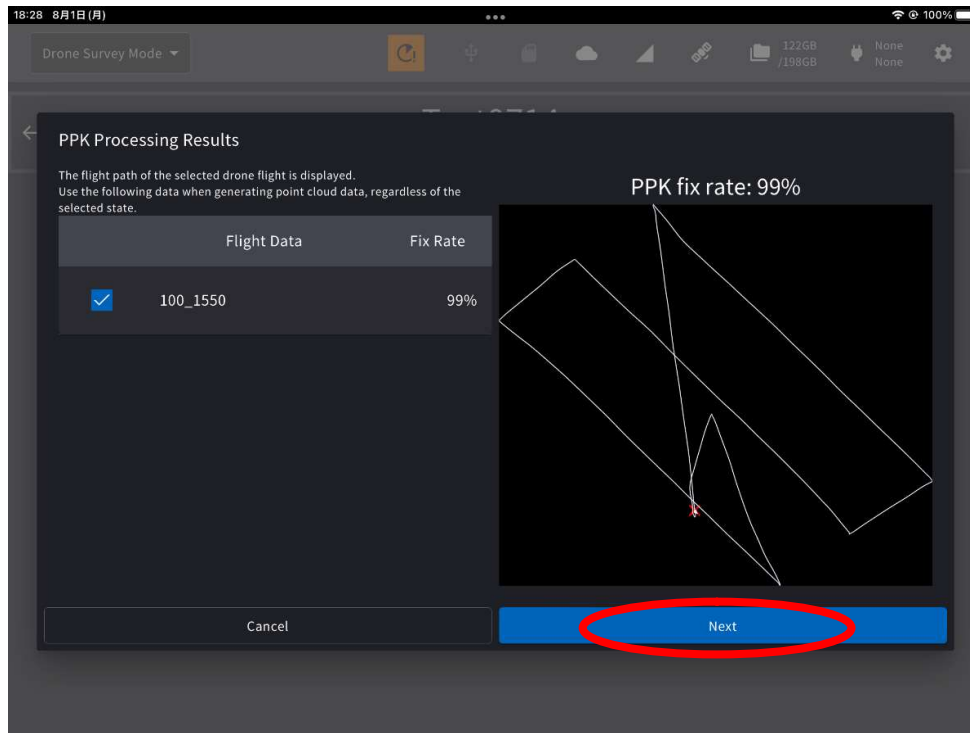 18:28 8月1日(月)
100%
Drone Survey Mode
122GB
/198GB
None
None
PPK Processing Results
The flight path of the selected drone flight is displayed.
Use the following data when generating point cloud data, regardless of the
selected state.
PPK fix rate: 99%
Flight Data Fix Rate
100_1550 99%
Cancel
Next